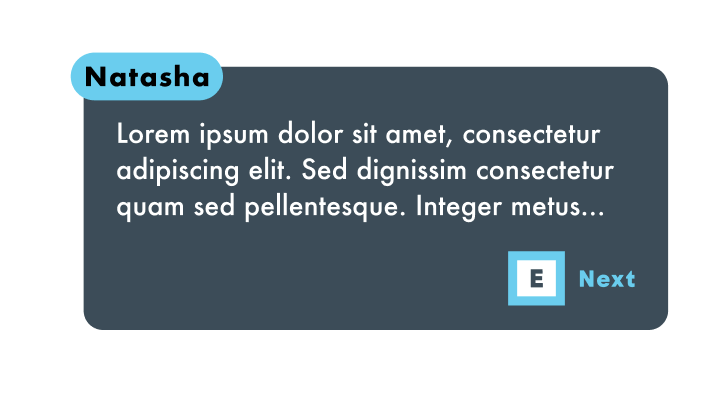 Natasha
Lorem ipsum dolor sit amet, consectetur
adipiscing elit. Sed dignissim consectetur
quam sed pellentesque. Integer metus...
E Next